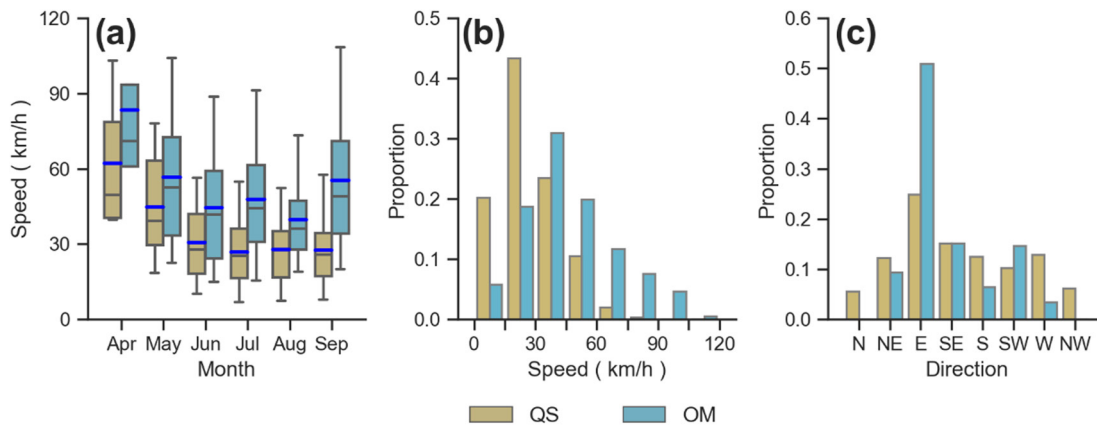 (a)
120
90
60
30
0
Speed ( km/h )
Apr May Jun Jul Aug Sep
Month
(b)
0.5
0.4
0.3
0.2
0.1
0.0
Proportion
0 30 60 90 120
Speed ( km/h )
(c)
0.6
0.5
0.4
0.3
0.2
0.1
0.0
Proportion
N NE E SE S SW W NW
Direction
QS OM